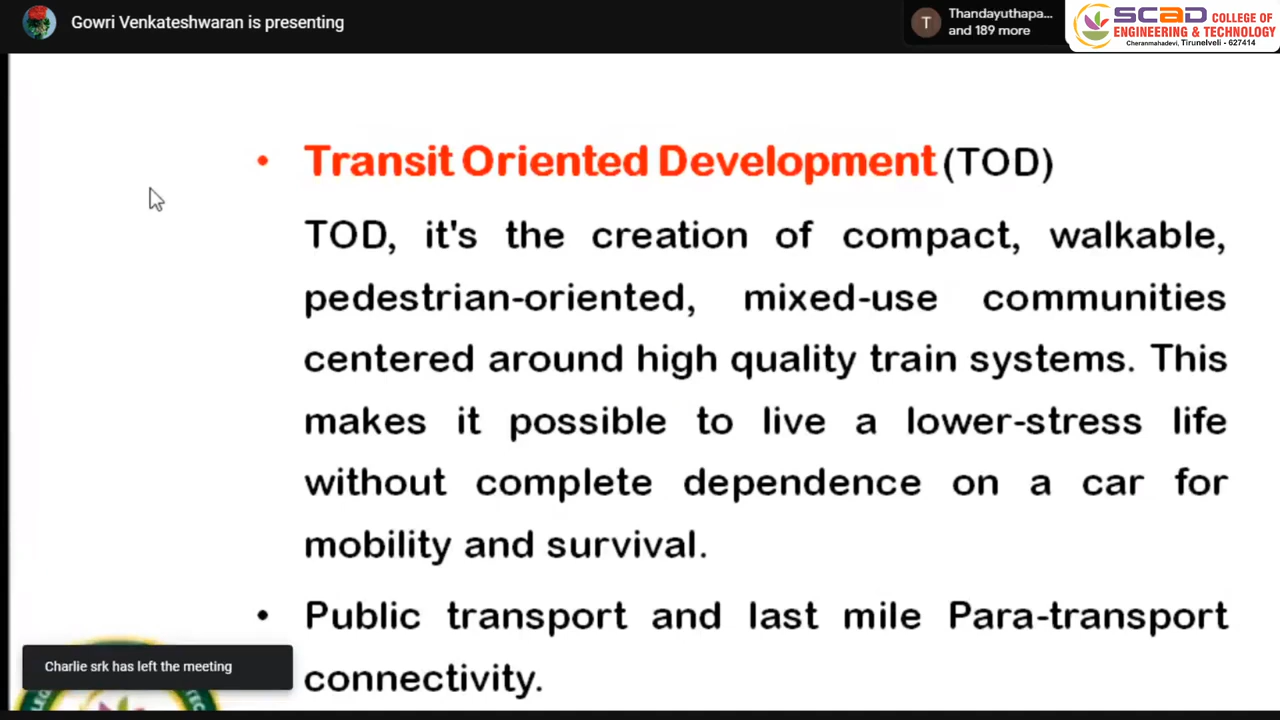 Gowri Venkateshwaran is presenting
T
Thandayuthapa...
and 189 more
SCAD COLLEGE OF
ENGINEERING & TECHNOLOGY
Cheranmahadevi, Tirunelveli - 627414
• Transit Oriented Development (TOD)
TOD, it's the creation of compact, walkable,
pedestrian-oriented, mixed-use communities
centered around high quality train systems. This
makes it possible to live a lower-stress life
without complete dependence on a car for
mobility and survival.
• Public transport and last mile Para-transport
connectivity.
Charlie srk has left the meeting